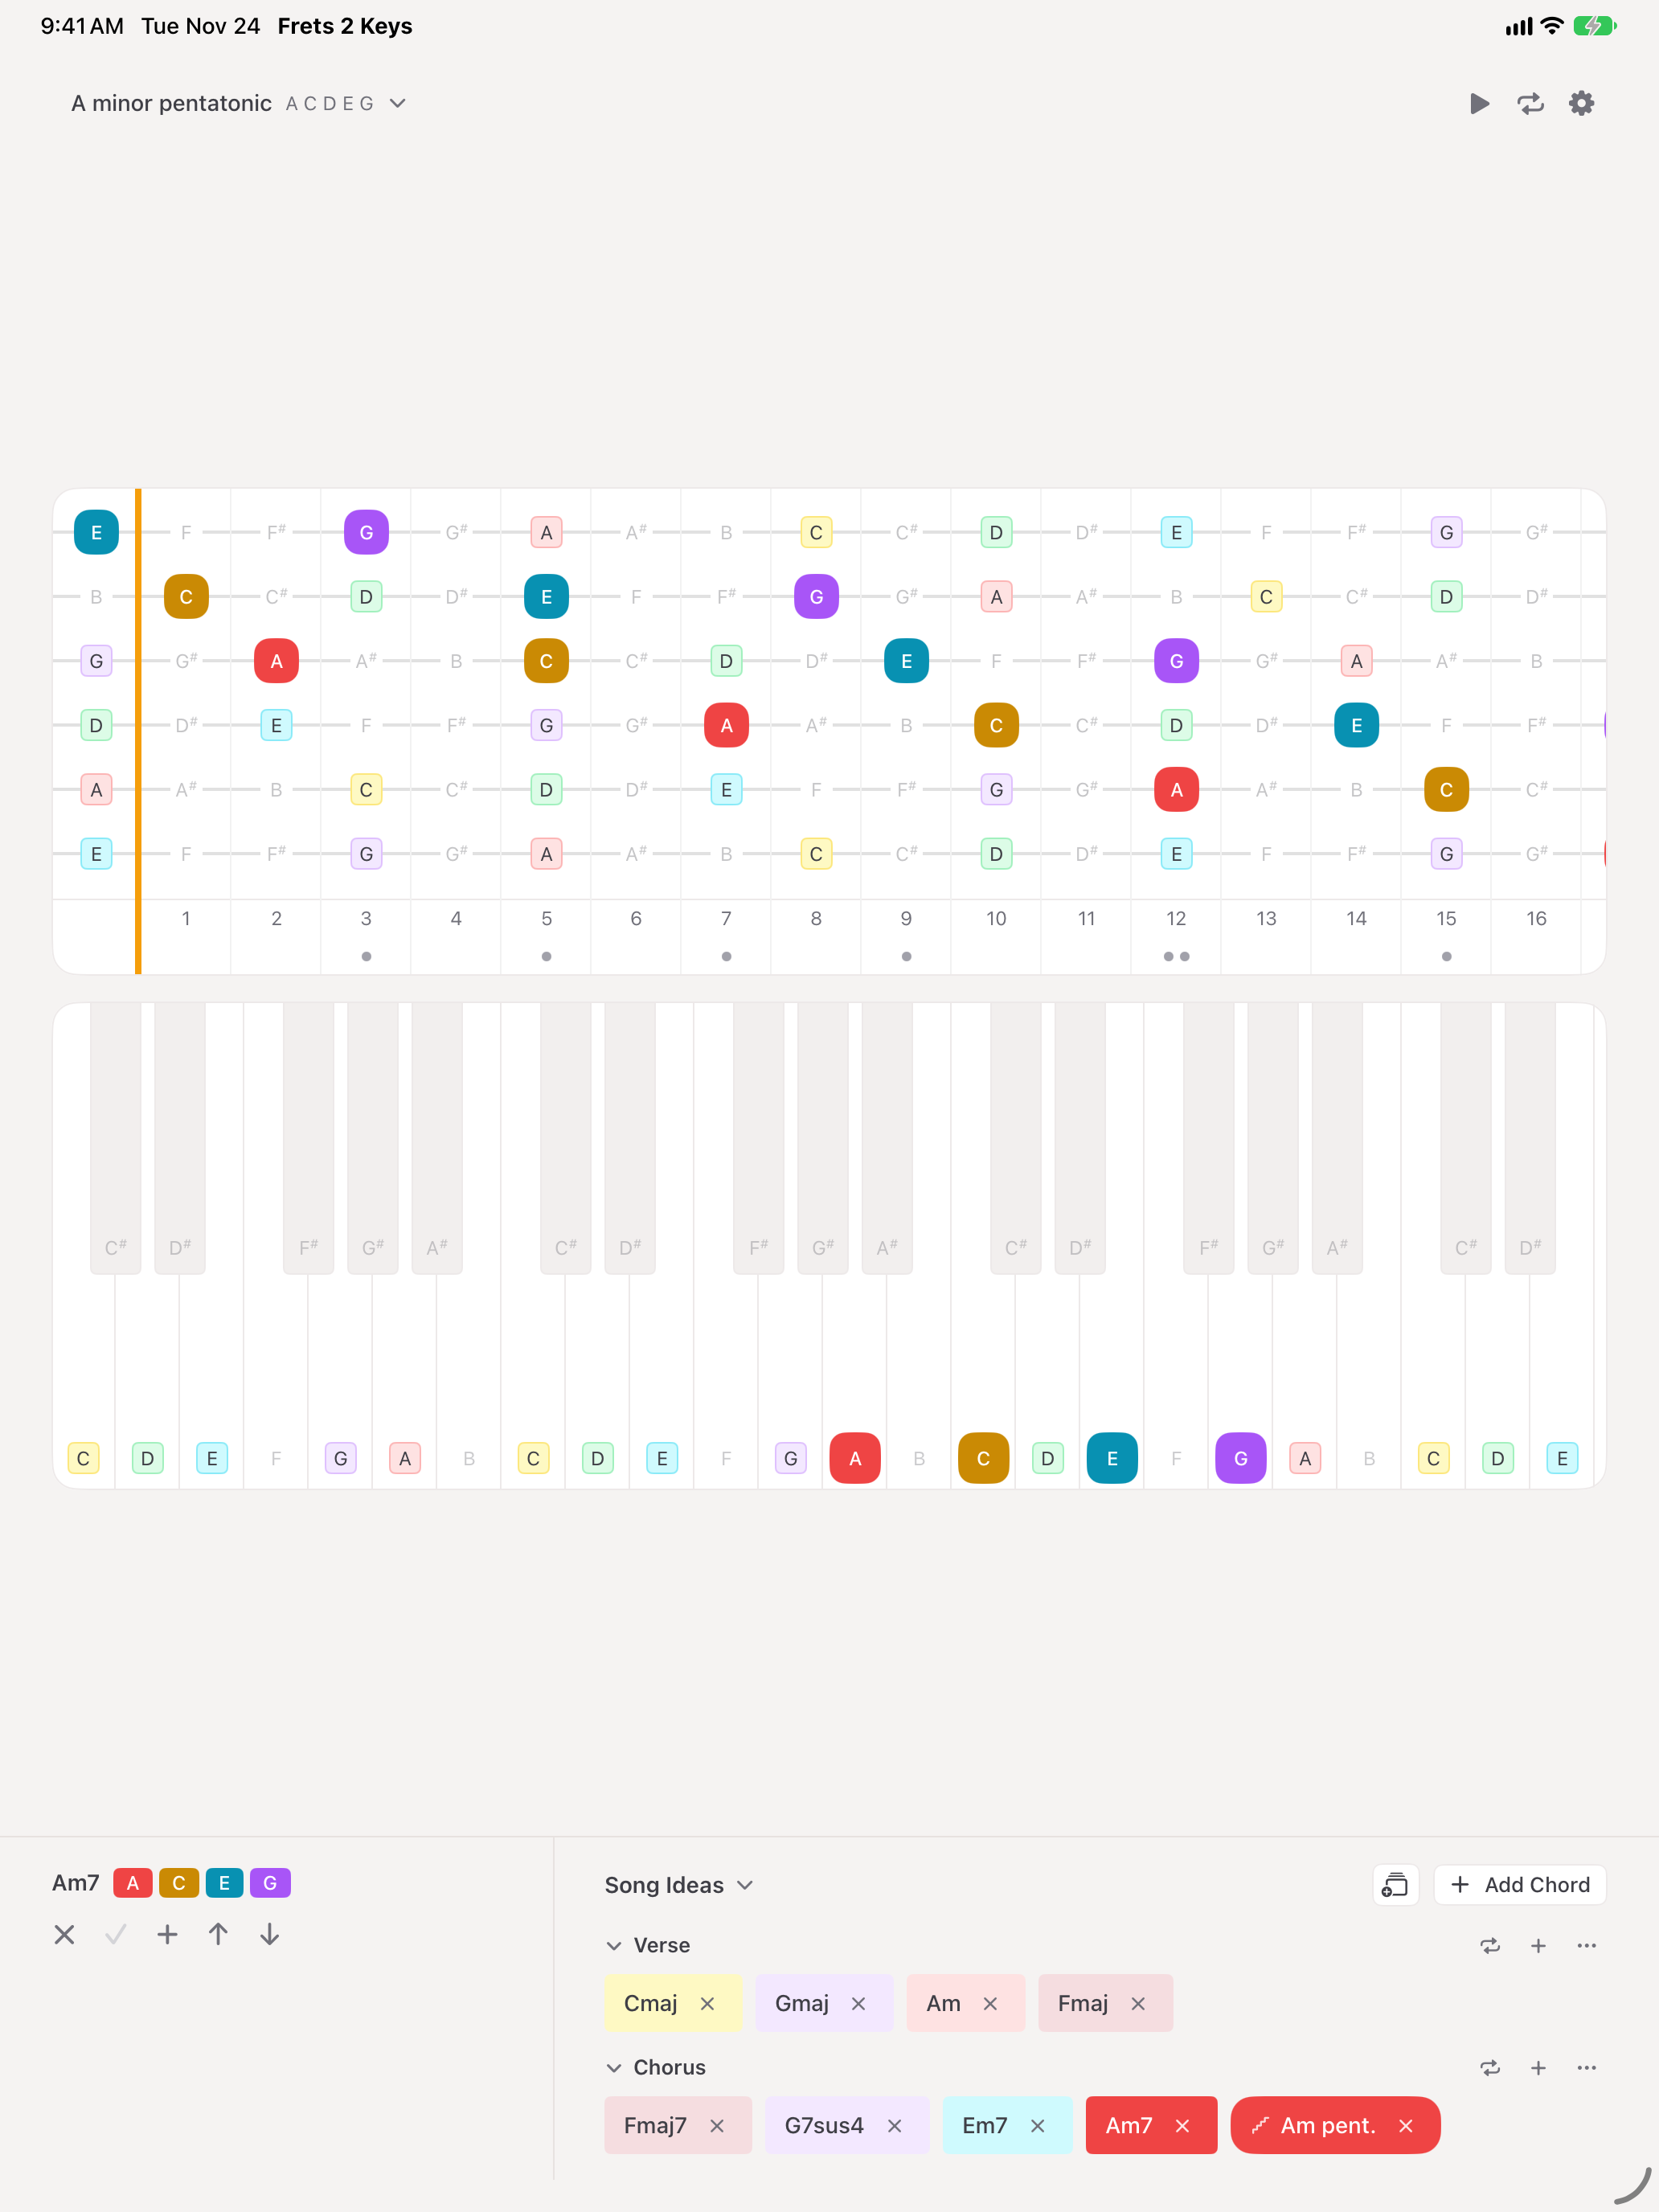 9:41 AM Tue Nov 24 Frets 2 Keys
A minor pentatonic A C D E G
E F F# G G# A A# B C C# D D# E F F# G G#
B C C# D D# E F F# G G# A A# B C C# D D#
G G# A A# B C C# D D# E F F# G G# A A# B
D D# E F F# G G# A A# B C C# D D# E F F#
A A# B C C# D D# E F F# G G# A A# B C C#
E F F# G G# A A# B C C# D D# E F F# G G#
1 2 3 4 5 6 7 8 9 10 11 12 13 14 15 16
C# D# F# G# A# C# D# F# G# A# C# D# F# G# A# C# D#
C D E F G A B C D E F G A B C D E F G A B C D E
Am7 A C E G
Song Ideas
Add Chord
Verse
Cmaj Gmaj Am Fmaj
Chorus
Fmaj7 G7sus4 Em7 Am7 Am pent.